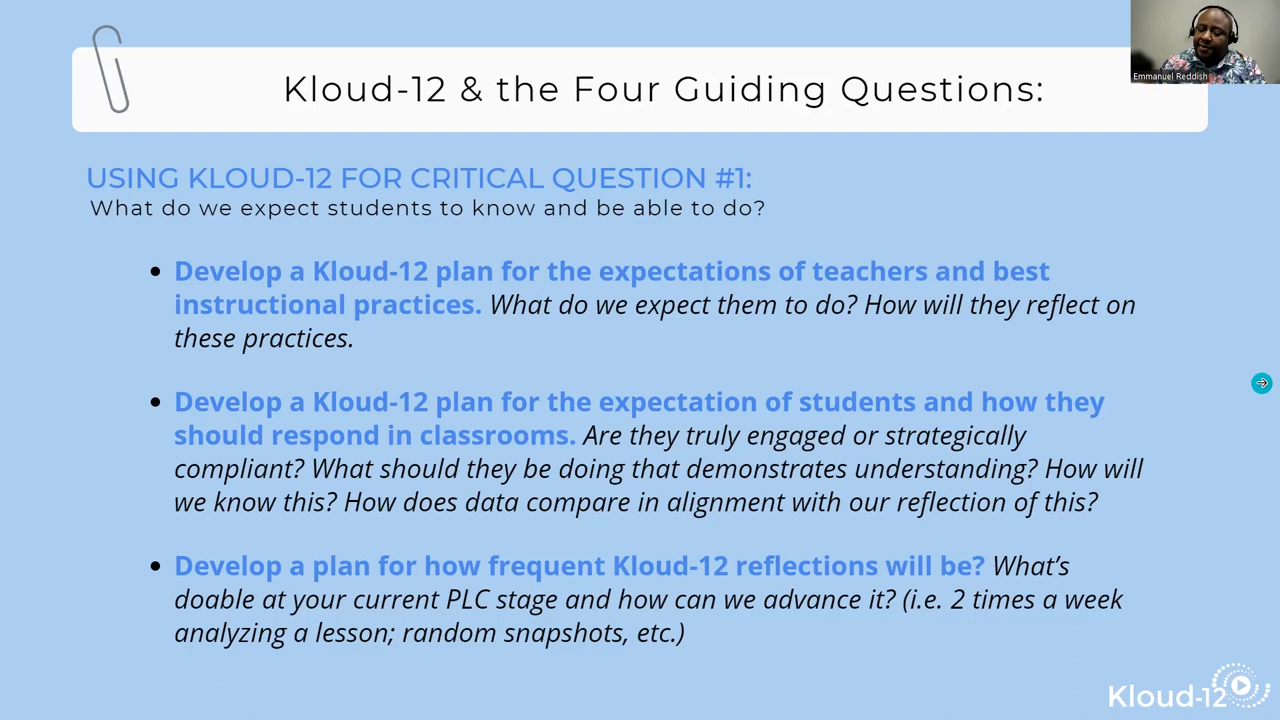 Emmanuel Reddish
Kloud-12 & the Four Guiding Questions:
USING KLOUD-12 FOR CRITICAL QUESTION #1:
What do we expect students to know and be able to do?
• Develop a Kloud-12 plan for the expectations of teachers and best
instructional practices. What do we expect them to do? How will they reflect on
these practices.
• Develop a Kloud-12 plan for the expectation of students and how they
should respond in classrooms. Are they truly engaged or strategically
compliant? What should they be doing that demonstrates understanding? How will
we know this? How does data compare in alignment with our reflection of this?
• Develop a plan for how frequent Kloud-12 reflections will be? What’s
doable at your current PLC stage and how can we advance it? (i.e. 2 times a week
analyzing a lesson; random snapshots, etc.)
Kloud-12